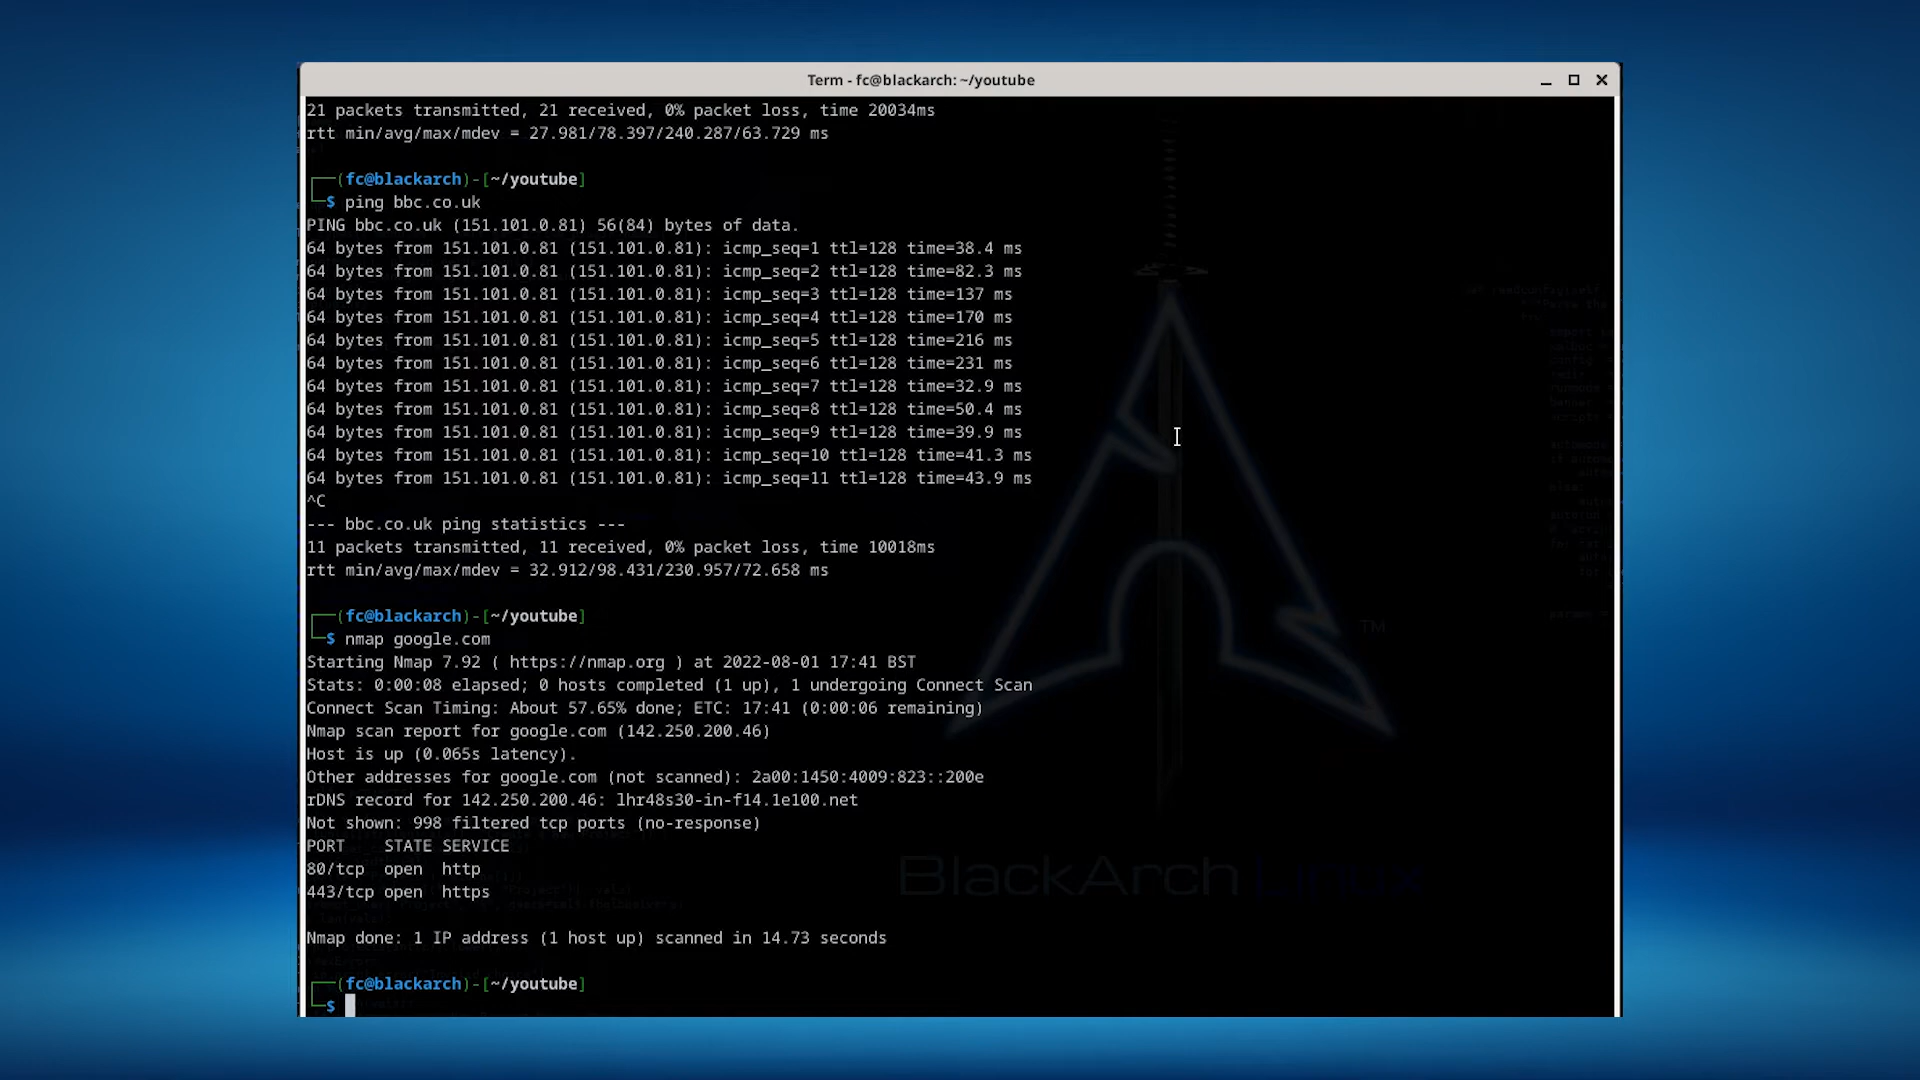 Term - fc@blackarch: ~/youtube
21 packets transmitted, 21 received, 0% packet loss, time 20034ms
rtt min/avg/max/mdev = 27.981/78.397/240.287/63.729 ms
(fc@blackarch)-[~/youtube]
$ ping bbc.co.uk
PING bbc.co.uk (151.101.0.81) 56(84) bytes of data.
64 bytes from 151.101.0.81 (151.101.0.81): icmp_seq=1 ttl=128 time=38.4 ms
64 bytes from 151.101.0.81 (151.101.0.81): icmp_seq=2 ttl=128 time=82.3 ms
64 bytes from 151.101.0.81 (151.101.0.81): icmp_seq=3 ttl=128 time=137 ms
64 bytes from 151.101.0.81 (151.101.0.81): icmp_seq=4 ttl=128 time=170 ms
64 bytes from 151.101.0.81 (151.101.0.81): icmp_seq=5 ttl=128 time=216 ms
64 bytes from 151.101.0.81 (151.101.0.81): icmp_seq=6 ttl=128 time=231 ms
64 bytes from 151.101.0.81 (151.101.0.81): icmp_seq=7 ttl=128 time=32.9 ms
64 bytes from 151.101.0.81 (151.101.0.81): icmp_seq=8 ttl=128 time=50.4 ms
64 bytes from 151.101.0.81 (151.101.0.81): icmp_seq=9 ttl=128 time=39.9 ms
64 bytes from 151.101.0.81 (151.101.0.81): icmp_seq=10 ttl=128 time=41.3 ms
64 bytes from 151.101.0.81 (151.101.0.81): icmp_seq=11 ttl=128 time=43.9 ms
^C
--- bbc.co.uk ping statistics ---
11 packets transmitted, 11 received, 0% packet loss, time 10018ms
rtt min/avg/max/mdev = 32.912/98.431/230.957/72.658 ms
(fc@blackarch)-[~/youtube]
$ nmap google.com
Starting Nmap 7.92 ( https://nmap.org ) at 2022-08-01 17:41 BST
Stats: 0:00:08 elapsed; 0 hosts completed (1 up), 1 undergoing Connect Scan
Connect Scan Timing: About 57.65% done; ETC: 17:41 (0:00:06 remaining)
Nmap scan report for google.com (142.250.200.46)
Host is up (0.065s latency).
Other addresses for google.com (not scanned): 2a00:1450:4009:823::200e
rDNS record for 142.250.200.46: lhr48s30-in-f14.1e100.net
Not shown: 998 filtered tcp ports (no-response)
PORT    STATE SERVICE
80/tcp  open  http
443/tcp open  https
Nmap done: 1 IP address (1 host up) scanned in 14.73 seconds
(fc@blackarch)-[~/youtube]
$
TM
BlackArch Linux